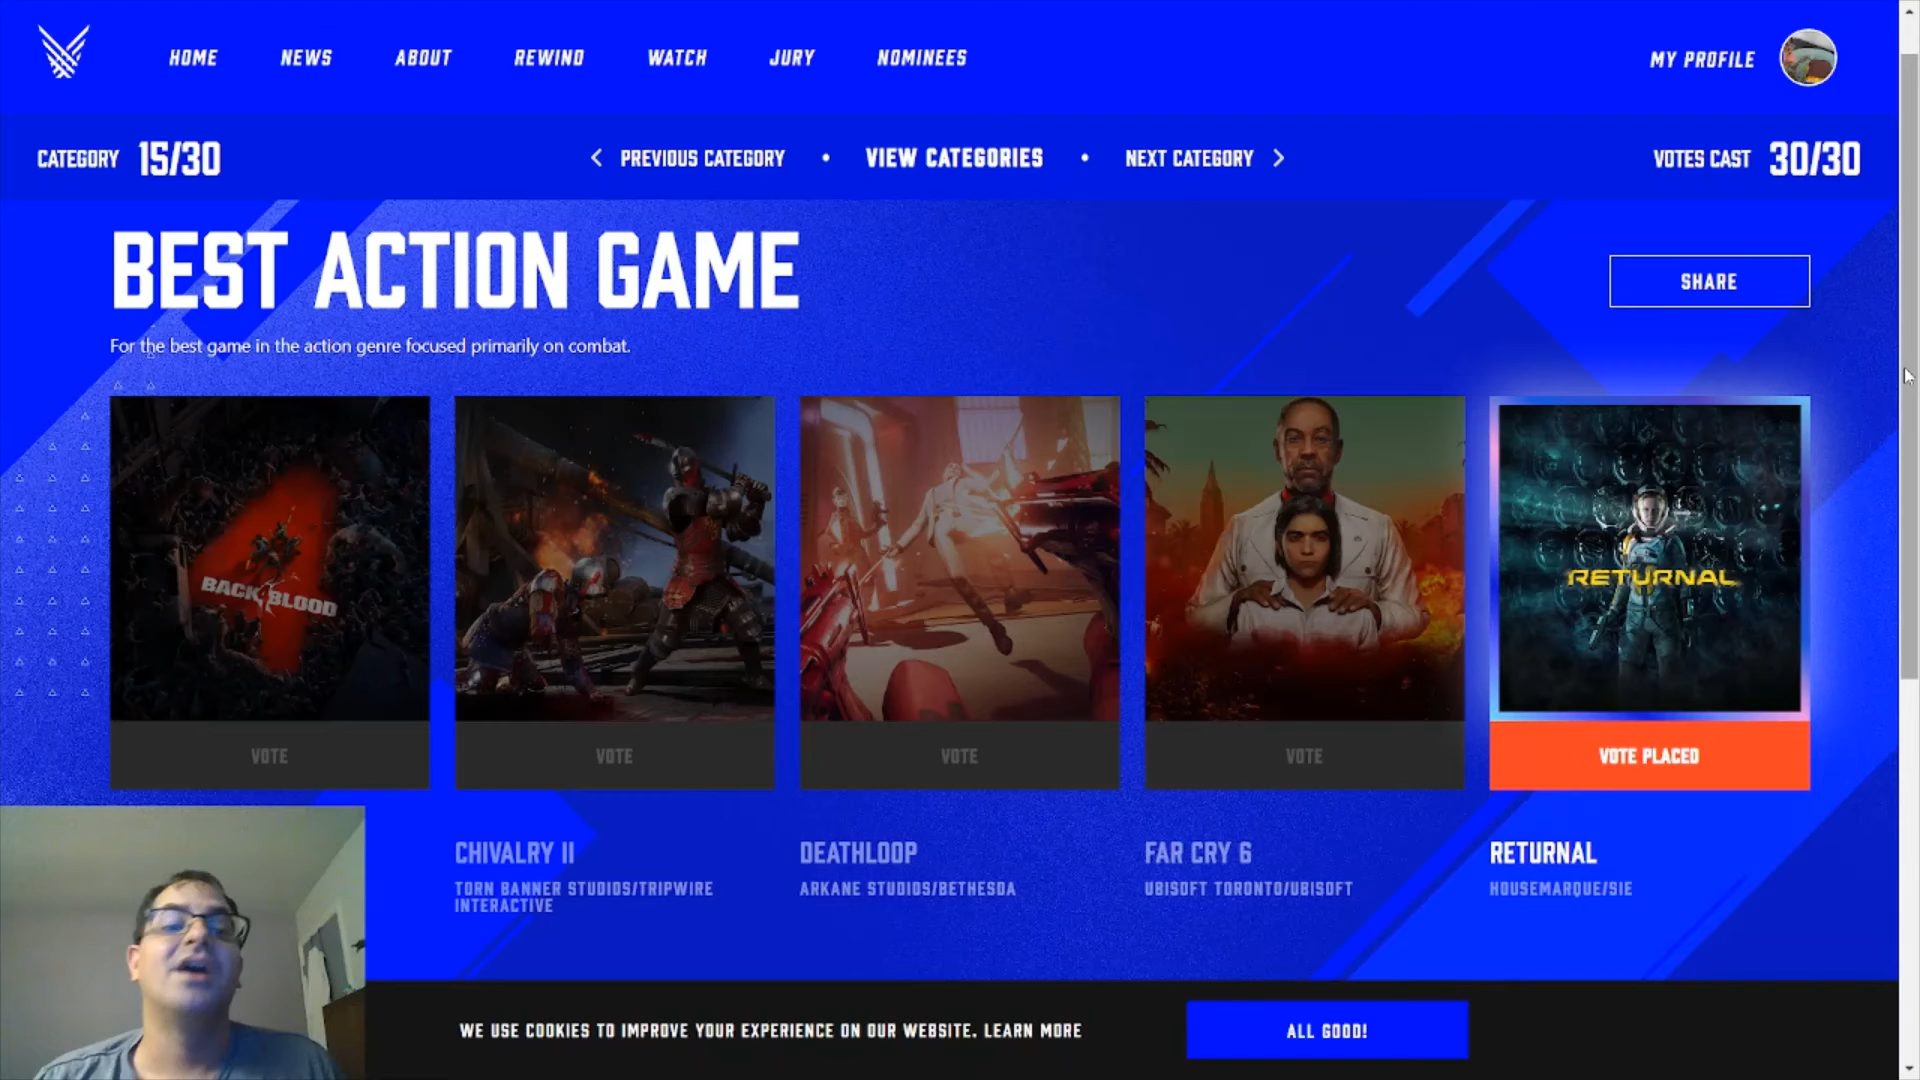 HOME NEWS ABOUT REWIND WATCH JURY NOMINEES MY PROFILE
CATEGORY 15/30 PREVIOUS CATEGORY • VIEW CATEGORIES • NEXT CATEGORY VOTES CAST 30/30
BEST ACTION GAME
SHARE
For the best game in the action genre focused primarily on combat.
BACK 4 BLOOD
RETURNAL
VOTE VOTE VOTE VOTE VOTE PLACED
CHIVALRY II DEATHLOOP FAR CRY 6 RETURNAL
TORN BANNER STUDIOS/TRIPWIRE ARKANE STUDIOS/BETHESDA UBISOFT TORONTO/UBISOFT HOUSEMARQUE/SIE
INTERACTIVE
WE USE COOKIES TO IMPROVE YOUR EXPERIENCE ON OUR WEBSITE. LEARN MORE ALL GOOD!